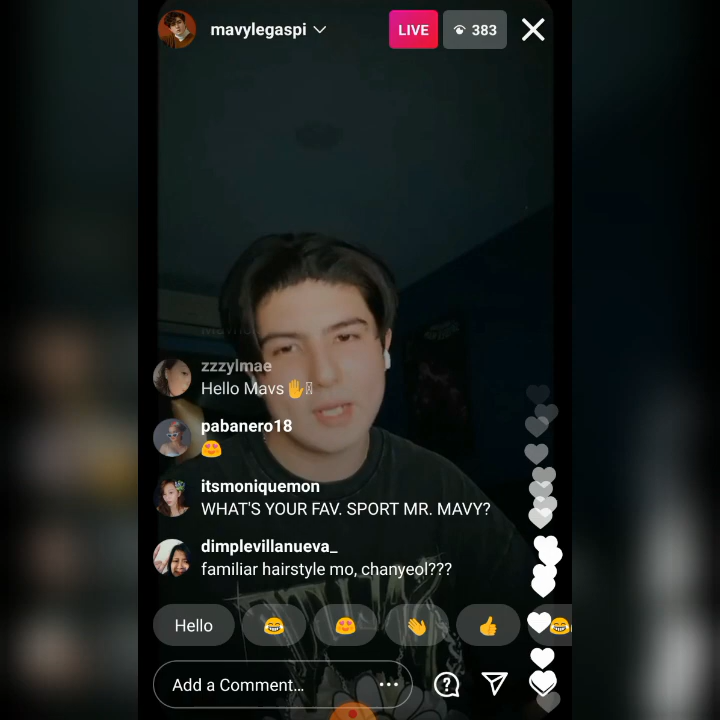 mavylegaspi
LIVE
383
zzzylmae
Hello Mavs ✋
pabanero18
😍
itsmoniquemon
WHAT'S YOUR FAV. SPORT MR. MAVY?
dimplevillanueva_
familiar hairstyle mo, chanyeol???
Hello 😂 😍 👋 👍 😂
Add a Comment...